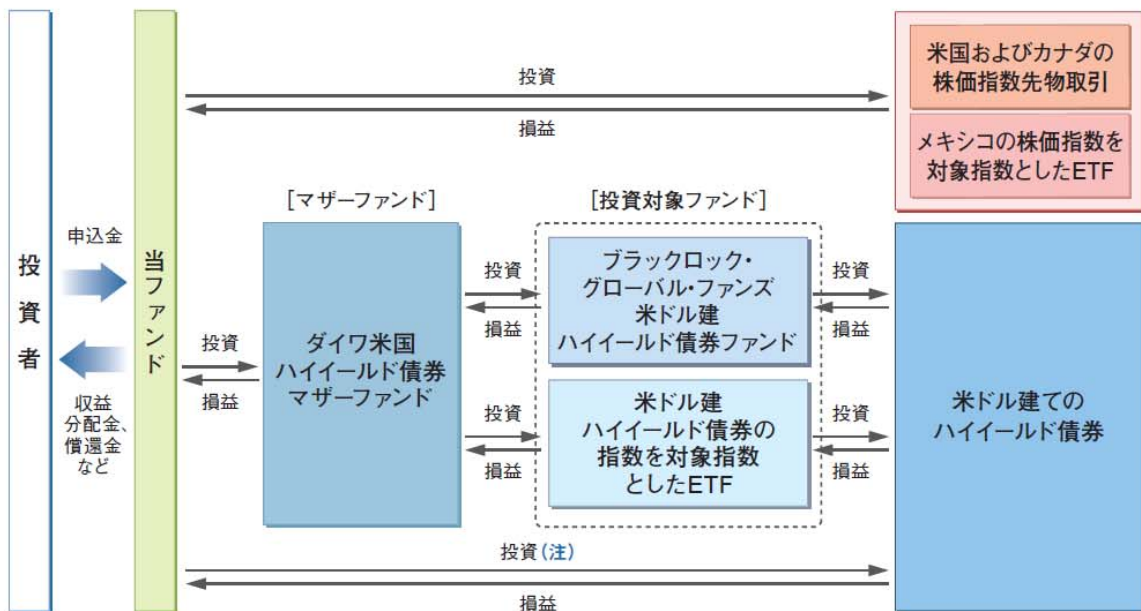 投資者
申込金
収益
分配金、
償還金
など
当ファンド
投資
損益
米国およびカナダの
株価指数先物取引
メキシコの株価指数を
対象指数としたETF
[マザーファンド]
[投資対象ファンド]
投資
損益
ダイワ米国
ハイイールド債券
マザーファンド
投資
損益
ブラックロック・
グローバル・ファンズ
米ドル建
ハイイールド債券ファンド
投資
損益
投資
損益
米ドル建
ハイイールド債券の
指数を対象指数
としたETF
投資
損益
米ドル建ての
ハイイールド債券
投資(注)
損益